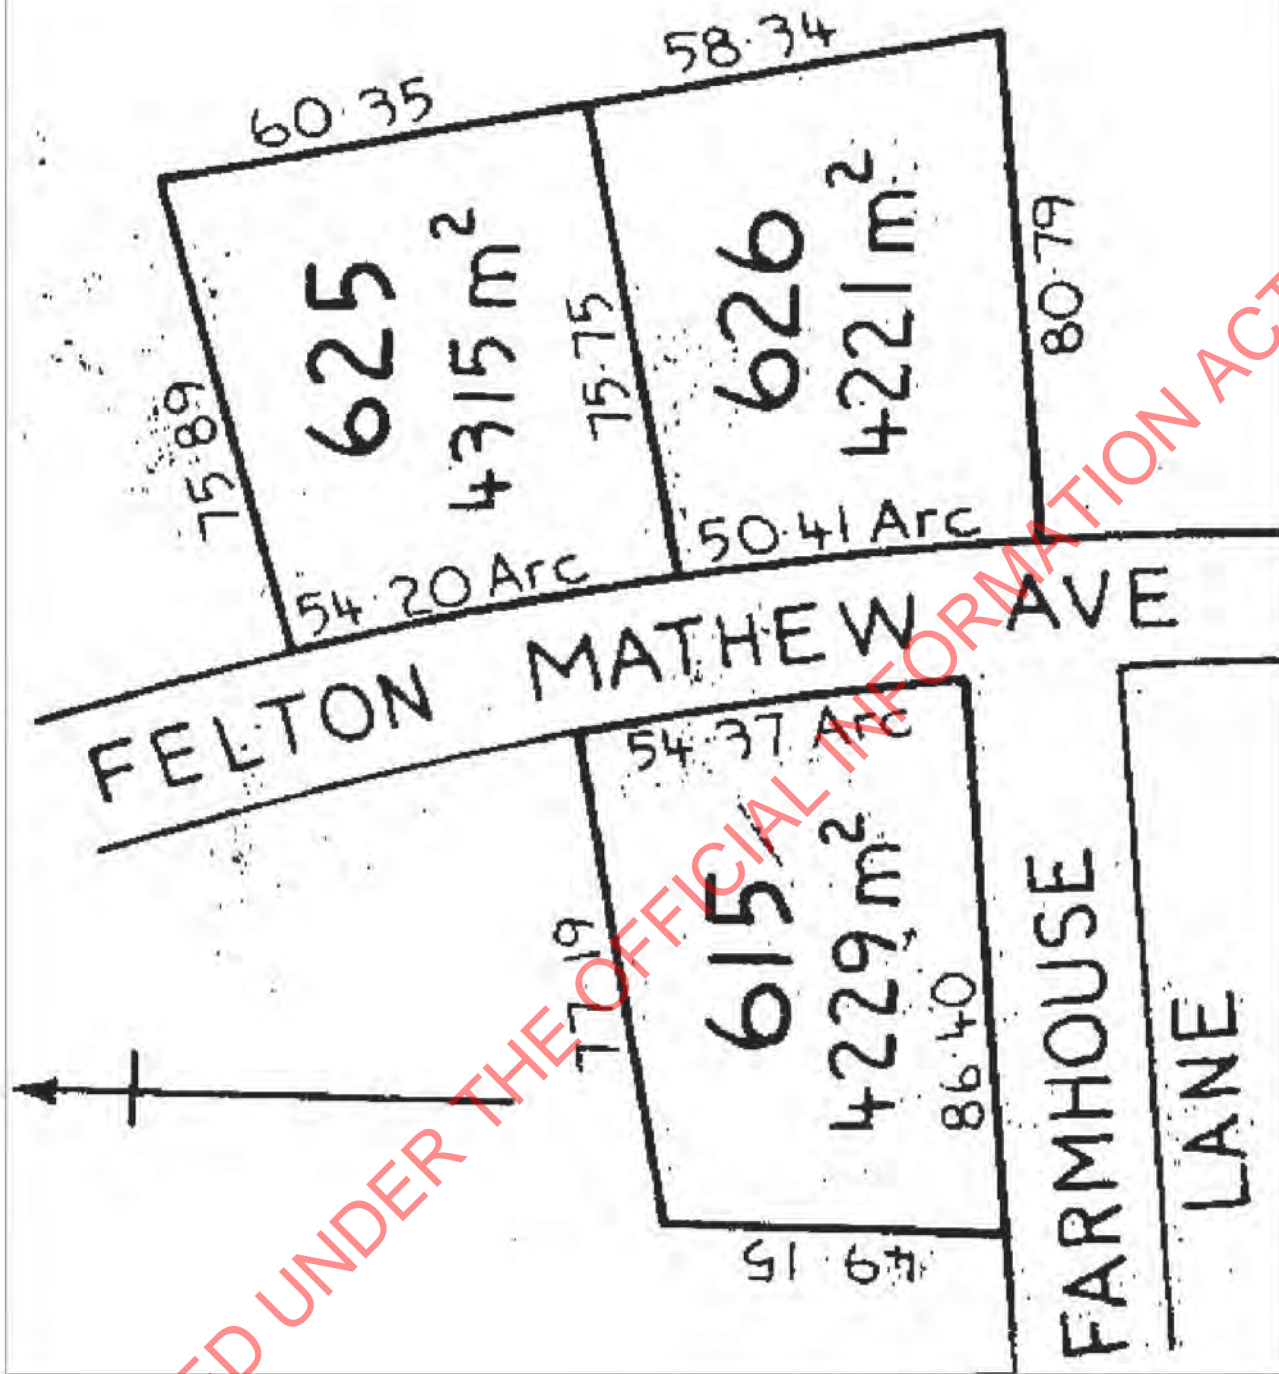 58.34
60.35
625
4315 m²
75.75
626
4221 m²
80.79
75.89
54.20 Arc
50.41 Arc
FELTON MATHEW AVE
54.37 Arc
615
4229 m²
77.19
86.40
49.15
FARMHOUSE
LANE
ED UNDER THE OFFICIAL INFORMATION ACT